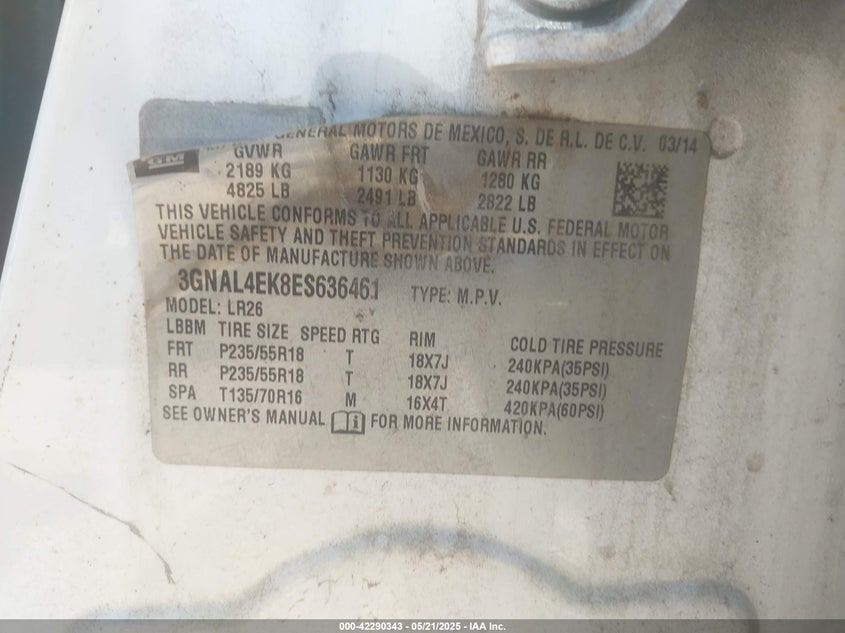 GM
GENERAL MOTORS DE MEXICO, S. DE R.L. DE C.V. 03/14
GVWR GAWR FRT GAWR RR
2189 KG 1130 KG 1280 KG
4825 LB 2491 LB 2822 LB
THIS VEHICLE CONFORMS TO ALL APPLICABLE U.S. FEDERAL MOTOR
VEHICLE SAFETY AND THEFT PREVENTION STANDARDS IN EFFECT ON
THE DATE OF MANUFACTURE SHOWN ABOVE.
3GNAL4EK8ES636461 TYPE: M.P.V.
MODEL: LR26
LBBM TIRE SIZE SPEED RTG RIM COLD TIRE PRESSURE
FRT P235/55R18 T 18X7J 240KPA(35PSI)
RR P235/55R18 T 18X7J 240KPA(35PSI)
SPA T135/70R16 M 16X4T 420KPA(60PSI)
SEE OWNER'S MANUAL FOR MORE INFORMATION.
000-42290343 - 05/21/2025 - IAA Inc.